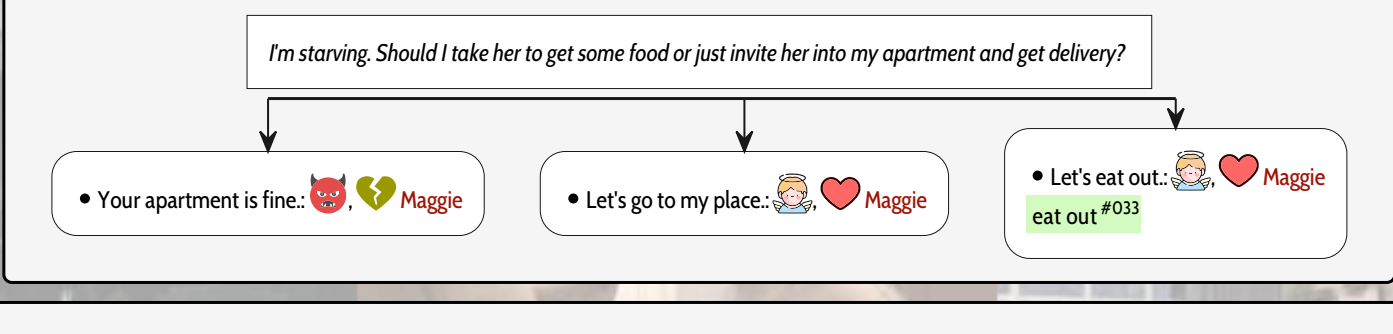 I'm starving. Should I take her to get some food or just invite her into my apartment and get delivery?
• Your apartment is fine.: , Maggie
• Let's go to my place.: , Maggie
• Let's eat out.: , Maggie
eat out #033